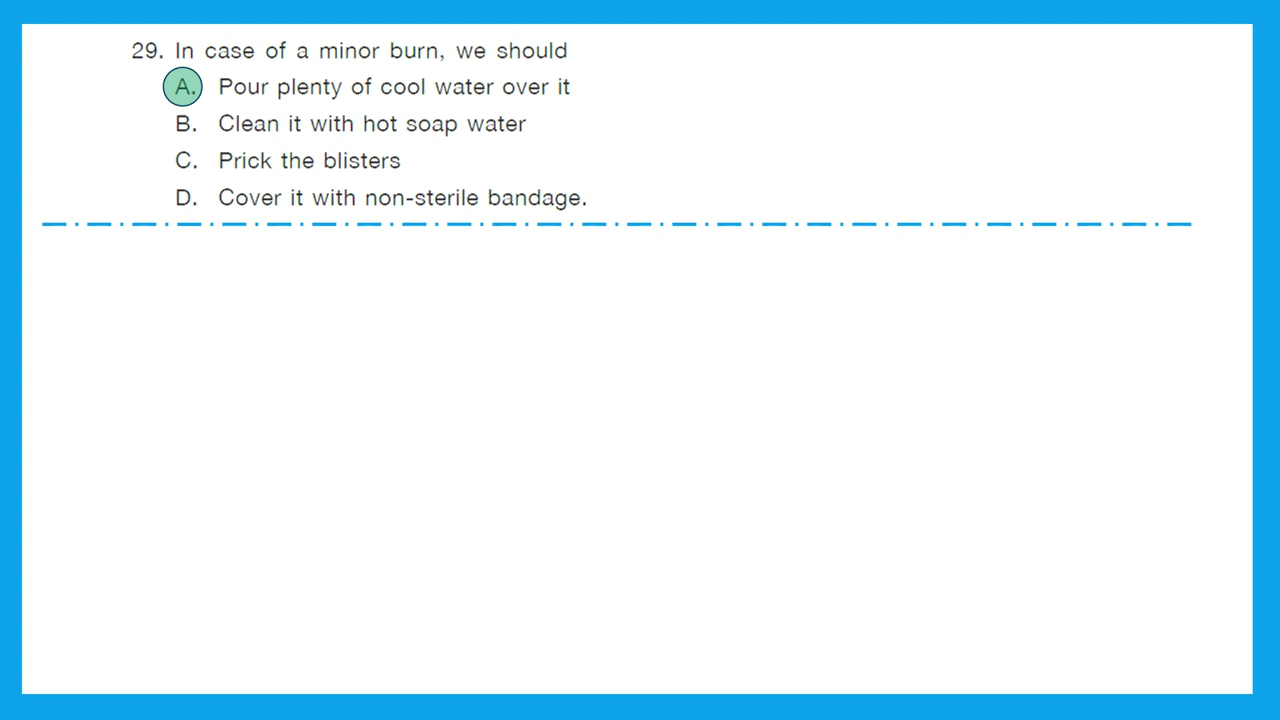 29. In case of a minor burn, we should
A. Pour plenty of cool water over it
B. Clean it with hot soap water
C. Prick the blisters
D. Cover it with non-sterile bandage.